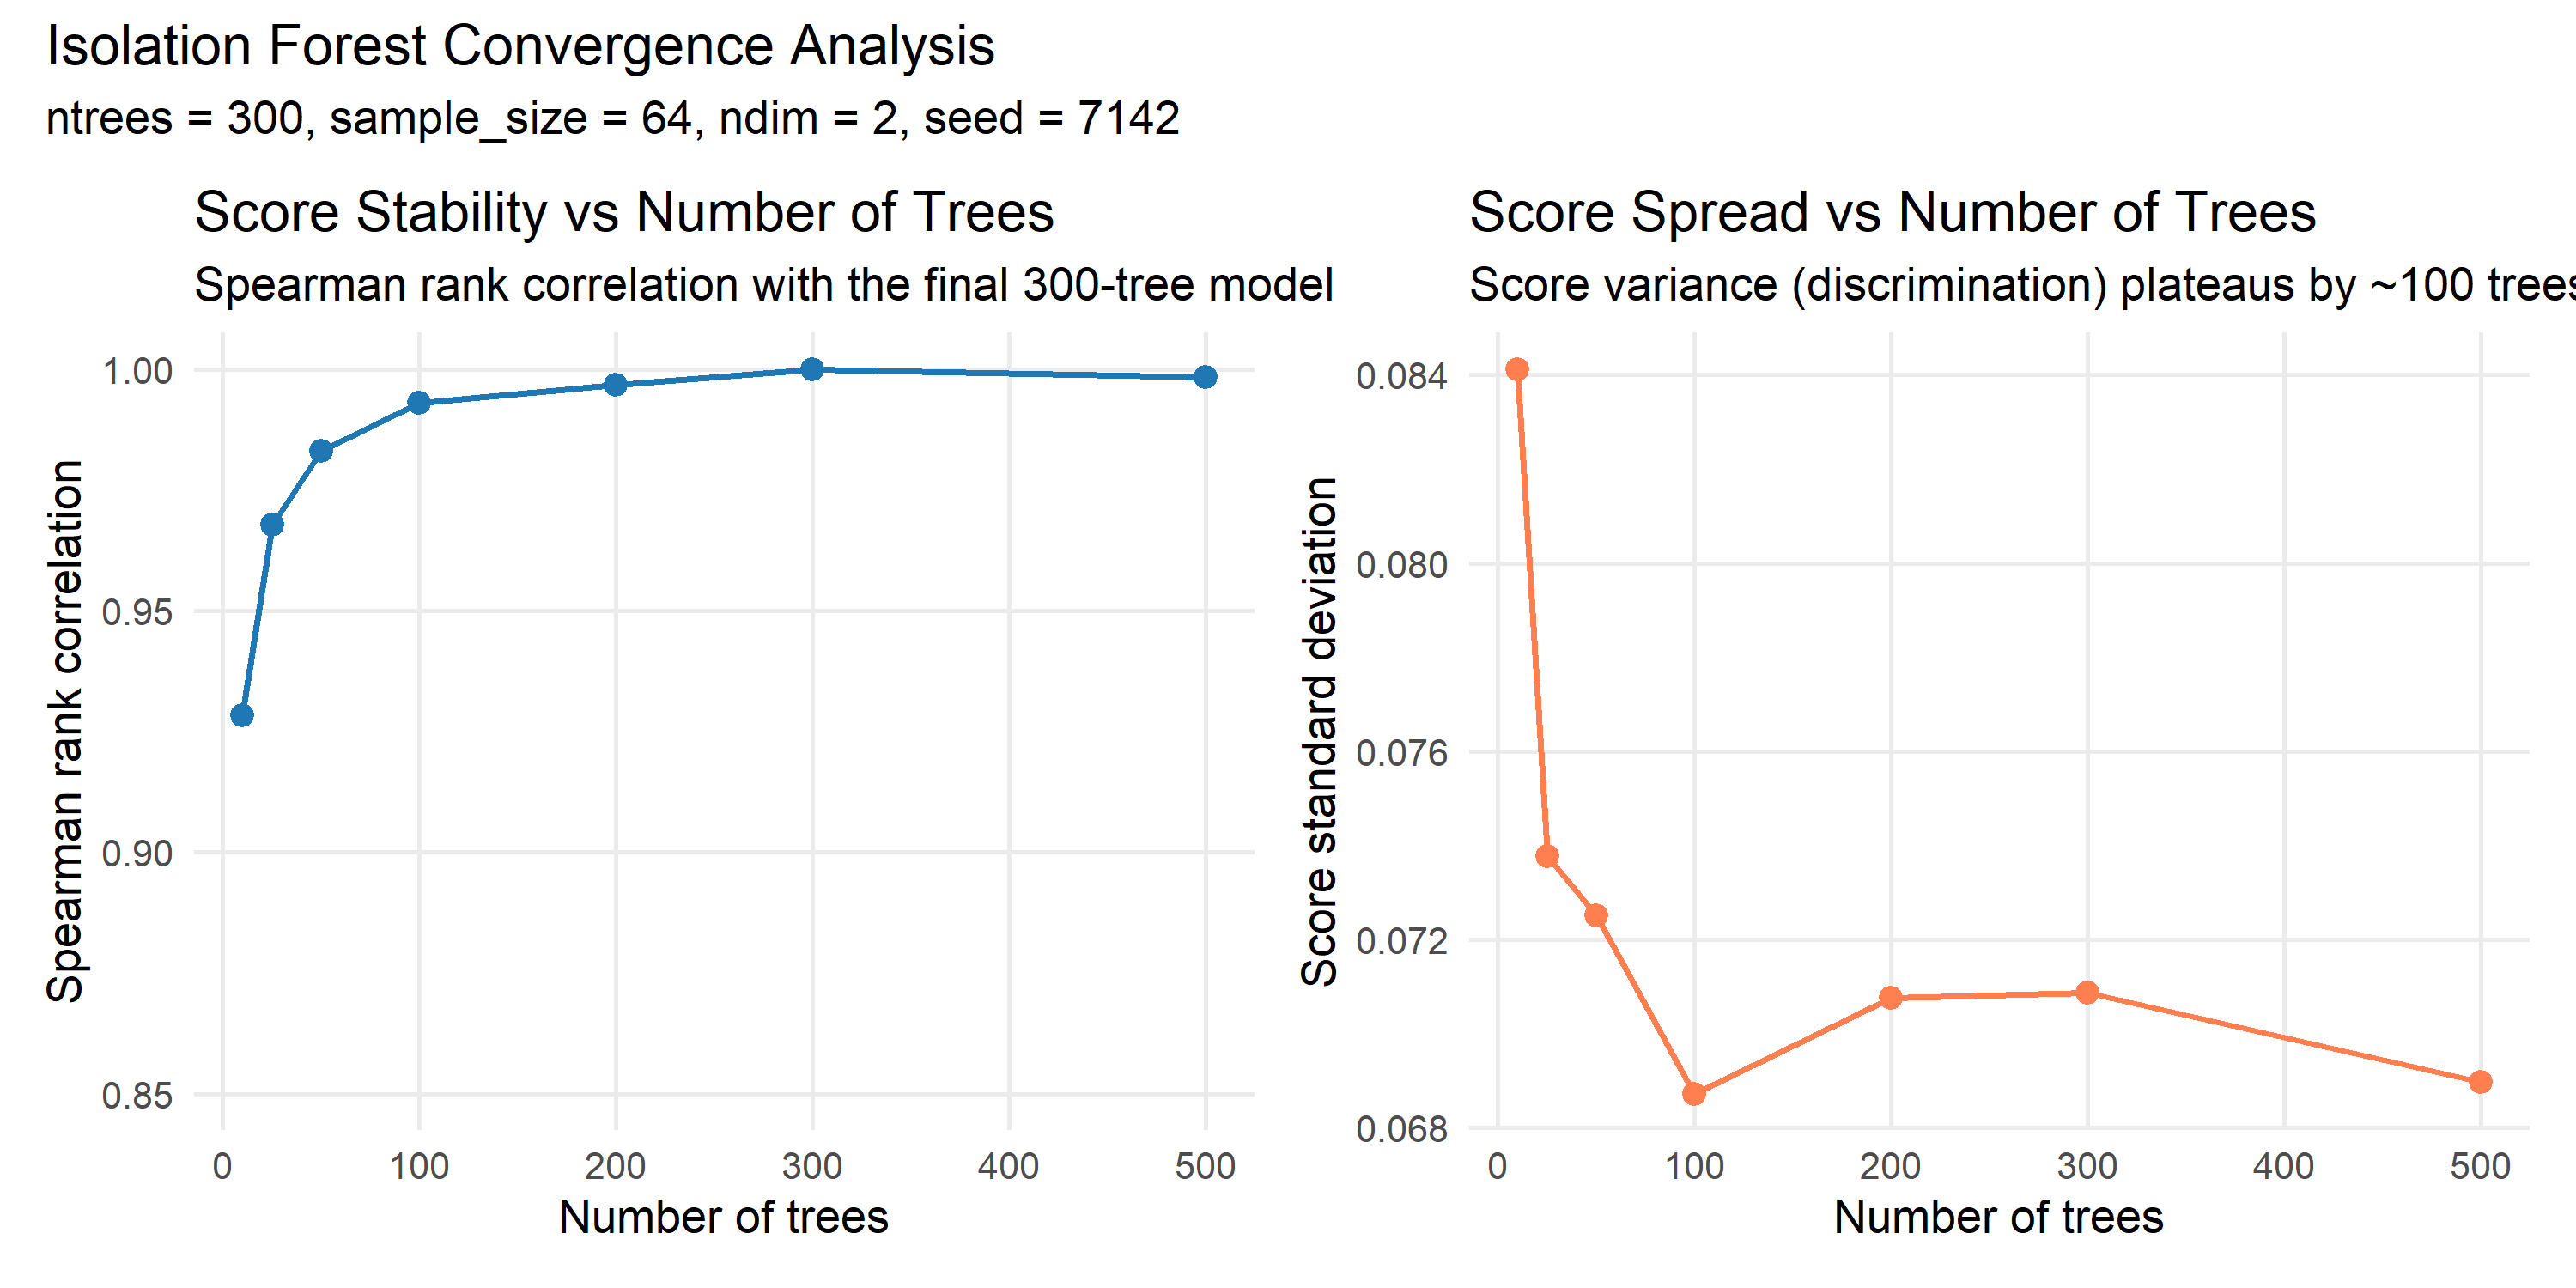 Isolation Forest Convergence Analysis
ntrees = 300, sample_size = 64, ndim = 2, seed = 7142
Score Stability vs Number of Trees
Spearman rank correlation with the final 300-tree model
Spearman rank correlation
1.00
0.95
0.90
0.85
0 100 200 300 400 500
Number of trees
Score Spread vs Number of Trees
Score variance (discrimination) plateaus by ~100 trees
Score standard deviation
0.084
0.080
0.076
0.072
0.068
0 100 200 300 400 500
Number of trees